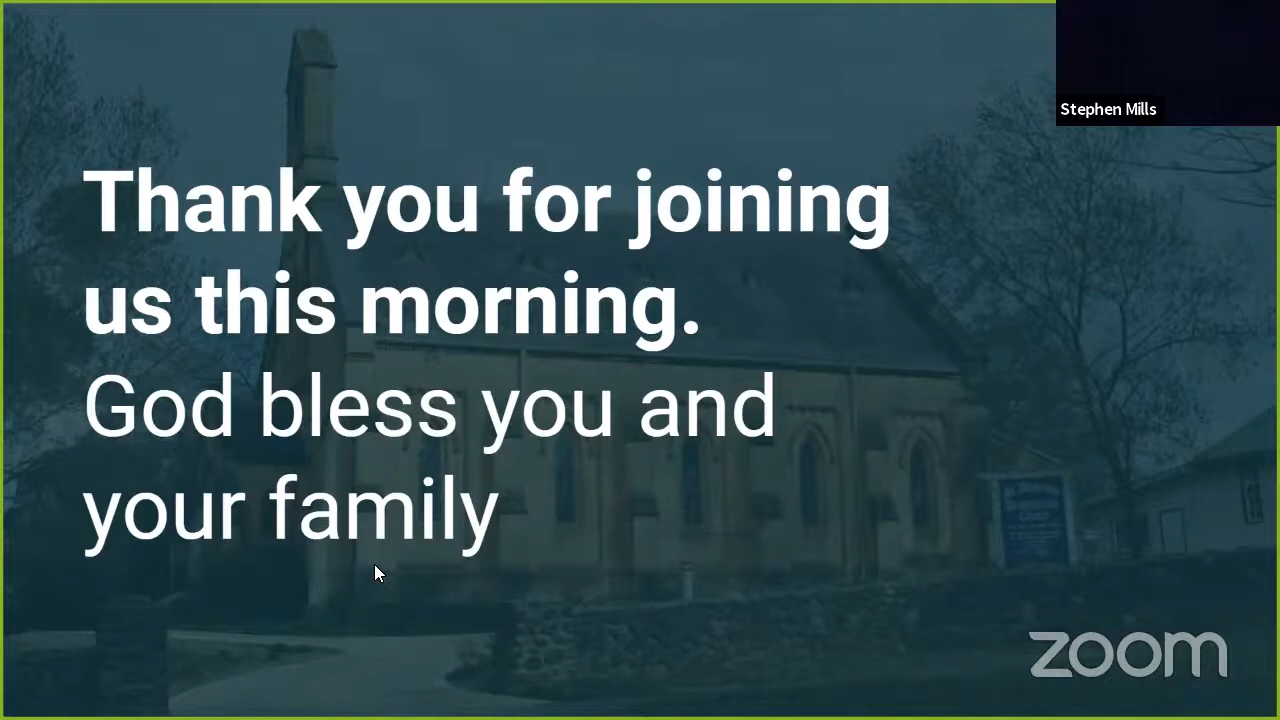 Stephen Mills
Thank you for joining
us this morning.
God bless you and
your family
zoom